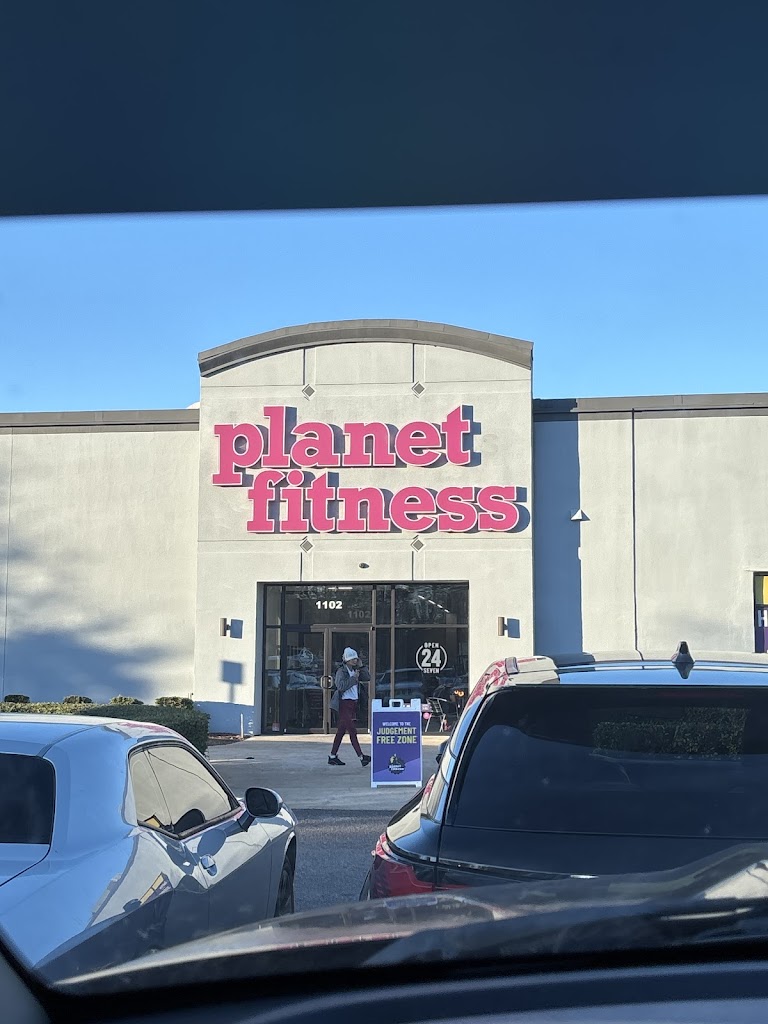 planet
fitness
1102
OPEN
24
SEVEN
WELCOME TO THE
JUDGEMENT
FREE ZONE